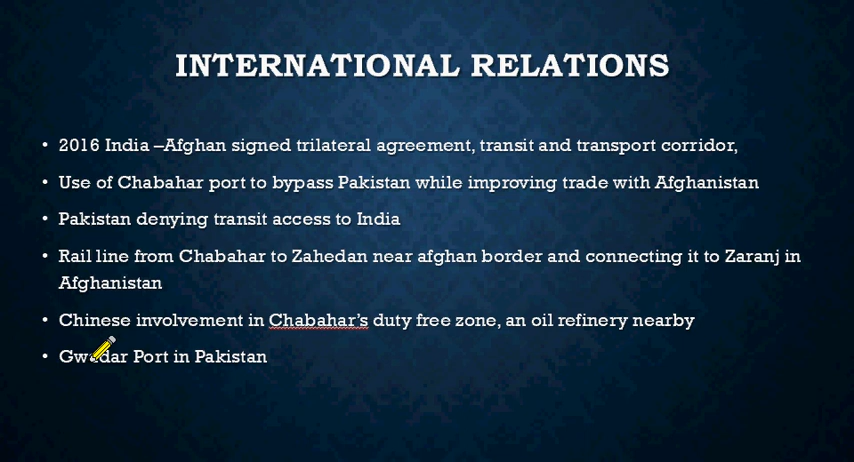 INTERNATIONAL RELATIONS
• 2016 India –Afghan signed trilateral agreement, transit and transport corridor,
• Use of Chabahar port to bypass Pakistan while improving trade with Afghanistan
• Pakistan denying transit access to India
• Rail line from Chabahar to Zahedan near afghan border and connecting it to Zaranj in
Afghanistan
• Chinese involvement in Chabahar's duty free zone, an oil refinery nearby
• Gwadar Port in Pakistan